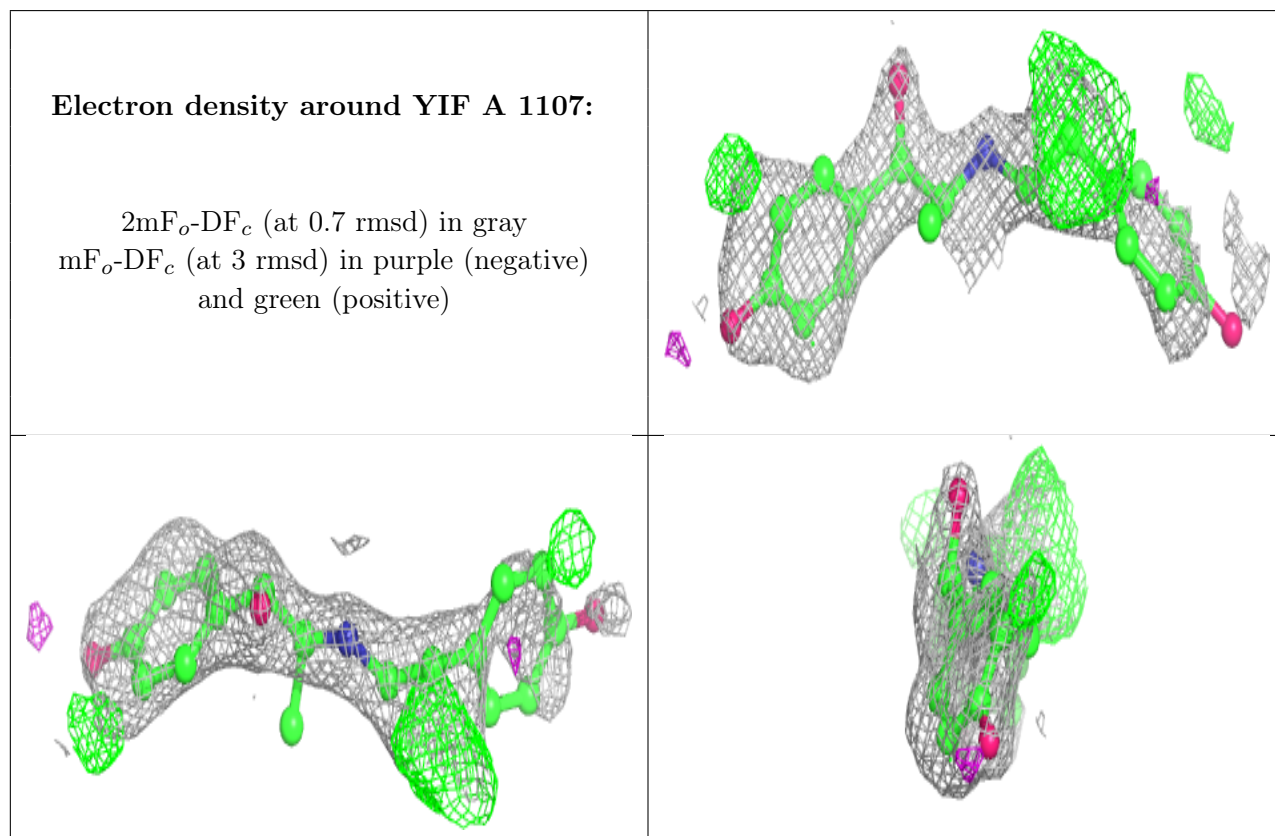 Electron density around YIF A 1107:
2mFo-DFc (at 0.7 rmsd) in gray
mFo-DFc (at 3 rmsd) in purple (negative)
and green (positive)